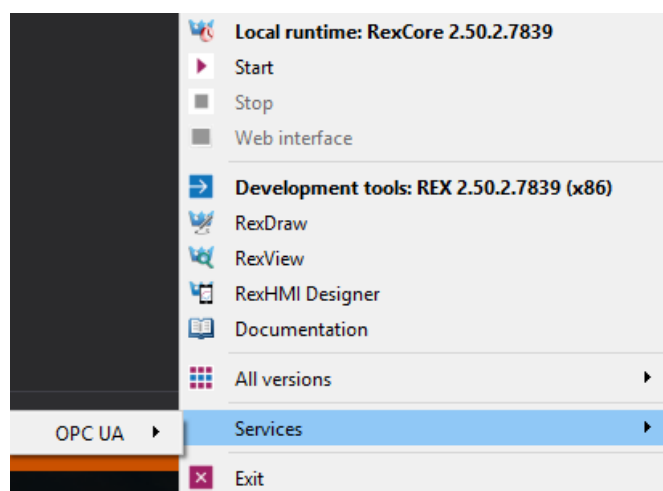 Local runtime: RexCore 2.50.2.7839
Start
Stop
Web interface
Development tools: REX 2.50.2.7839 (x86)
RexDraw
RexView
RexHMI Designer
Documentation
All versions
OPC UA
Services
Exit